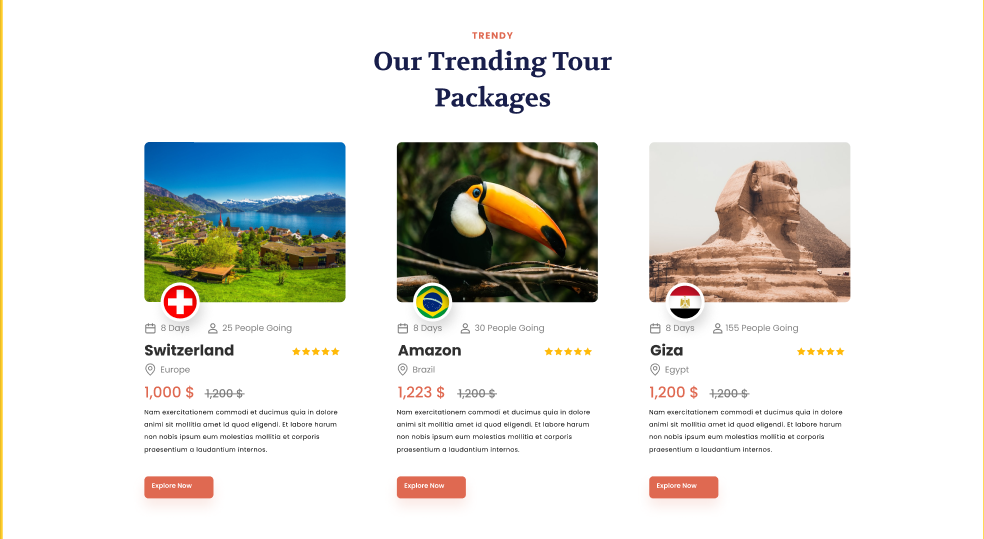 TRENDY
Our Trending Tour
Packages
8 Days 25 People Going
Switzerland
Europe
1,000 $ 1,200 $
Nam exercitationem commodi et ducimus quia in dolore
animi sit mollitia amet id quod eligendi. Et labore harum
non nobis ipsum eum molestias mollitia et corporis
praesentium a laudantium internos.
Explore Now
8 Days 30 People Going
Amazon
Brazil
1,223 $ 1,200 $
Nam exercitationem commodi et ducimus quia in dolore
animi sit mollitia amet id quod eligendi. Et labore harum
non nobis ipsum eum molestias mollitia et corporis
praesentium a laudantium internos.
Explore Now
8 Days 155 People Going
Giza
Egypt
1,200 $ 1,200 $
Nam exercitationem commodi et ducimus quia in dolore
animi sit mollitia amet id quod eligendi. Et labore harum
non nobis ipsum eum molestias mollitia et corporis
praesentium a laudantium internos.
Explore Now